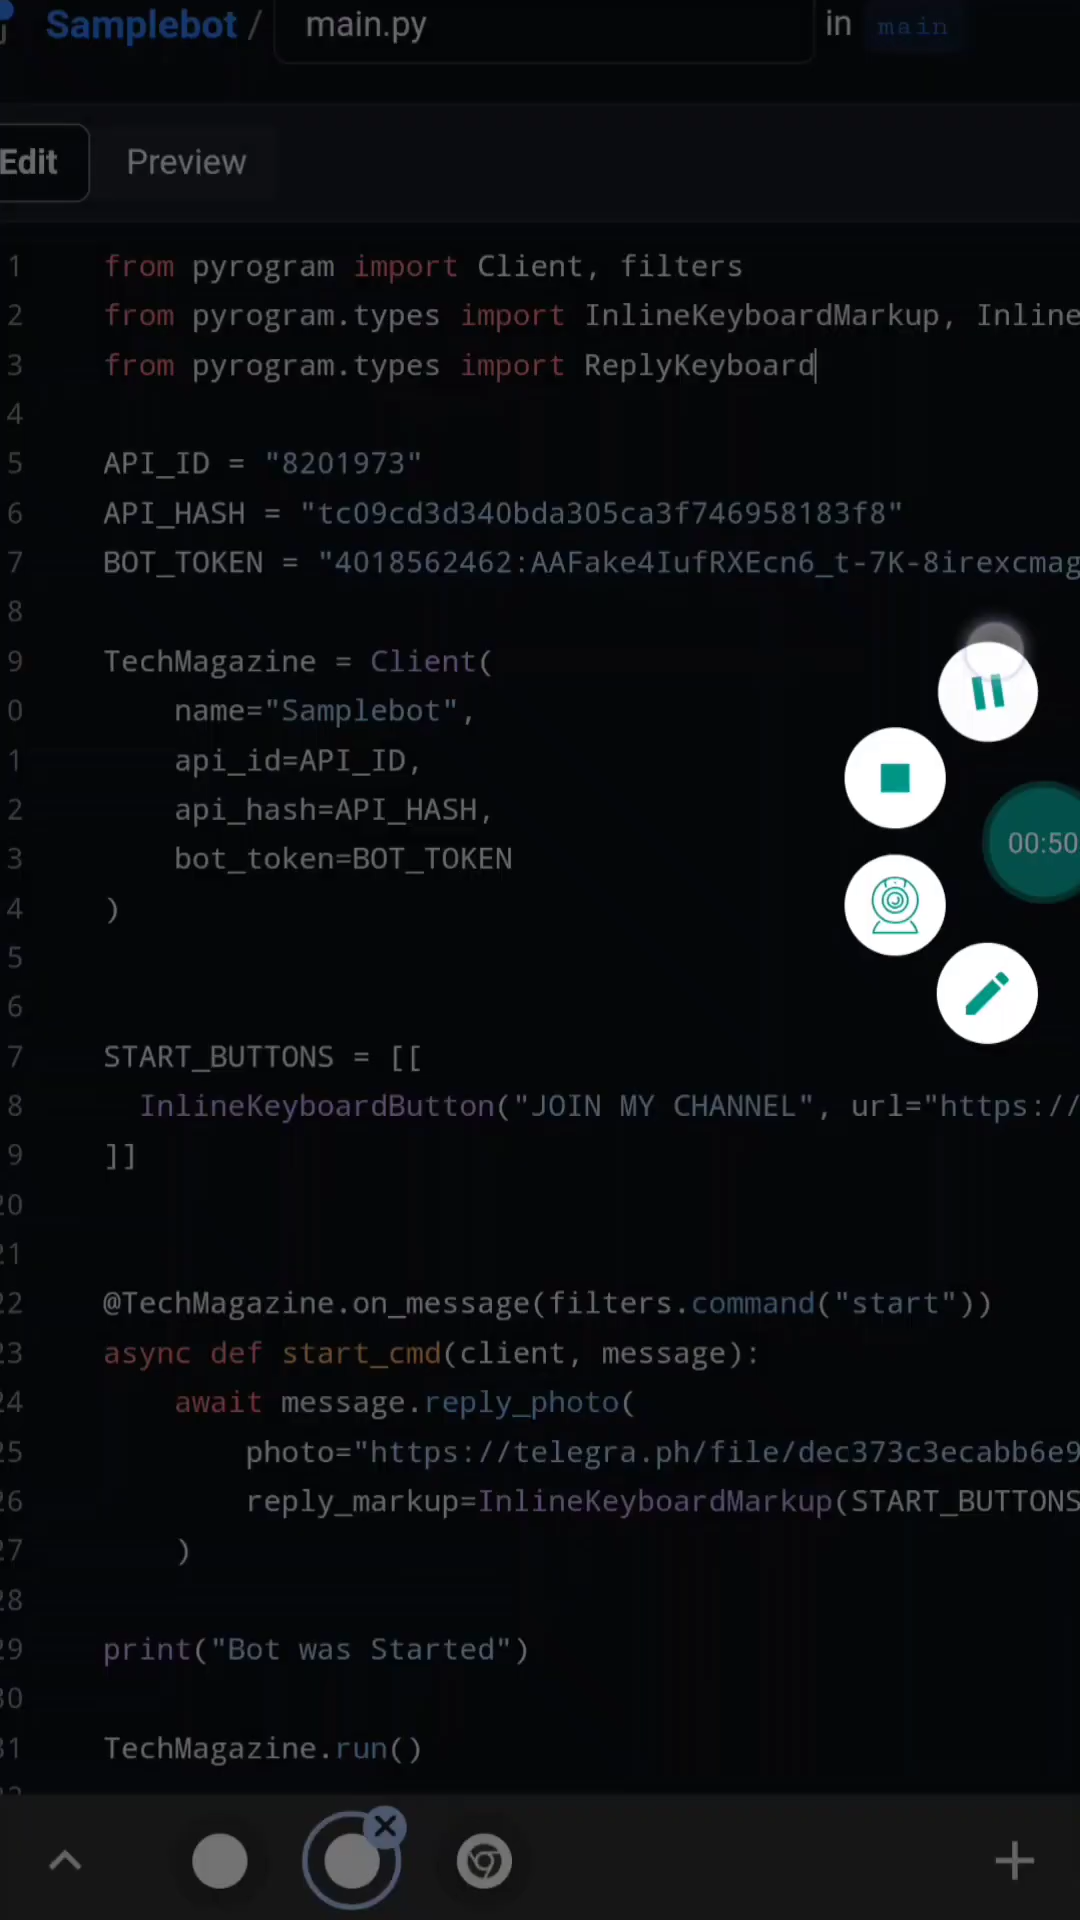 Samplebot / main.py in main
Edit Preview
1 from pyrogram import Client, filters
2 from pyrogram.types import InlineKeyboardMarkup, Inline
3 from pyrogram.types import ReplyKeyboard
4
5 API_ID = "8201973"
6 API_HASH = "tc09cd3d340bda305ca3f746958183f8"
7 BOT_TOKEN = "4018562462:AAFake4IufRXEcn6_t-7K-8irexcmag
8
9 TechMagazine = Client(
0 name="Samplebot",
1 api_id=API_ID,
2 api_hash=API_HASH,
3 bot_token=BOT_TOKEN
00:50
4 )
5
6
7 START_BUTTONS = [[
8 InlineKeyboardButton("JOIN MY CHANNEL", url="https://
9 ]]
20
21
22 @TechMagazine.on_message(filters.command("start"))
23 async def start_cmd(client, message):
24 await message.reply_photo(
25 photo="https://telegra.ph/file/dec373c3ecabb6e9
26 reply_markup=InlineKeyboardMarkup(START_BUTTONS
27 )
28
29 print("Bot was Started")
30
31 TechMagazine.run()